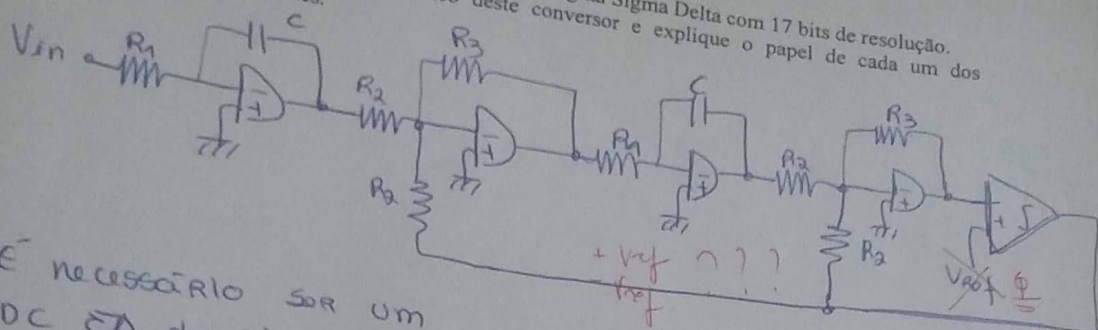 Sigma Delta com 17 bits de resolução.
deste conversor e explique o papel de cada um dos
Vin
R1
C
R2
R3
R2
R1
C
R2
R3
R2
+ Vref ? ? ?
- Vref
É necessário ser um